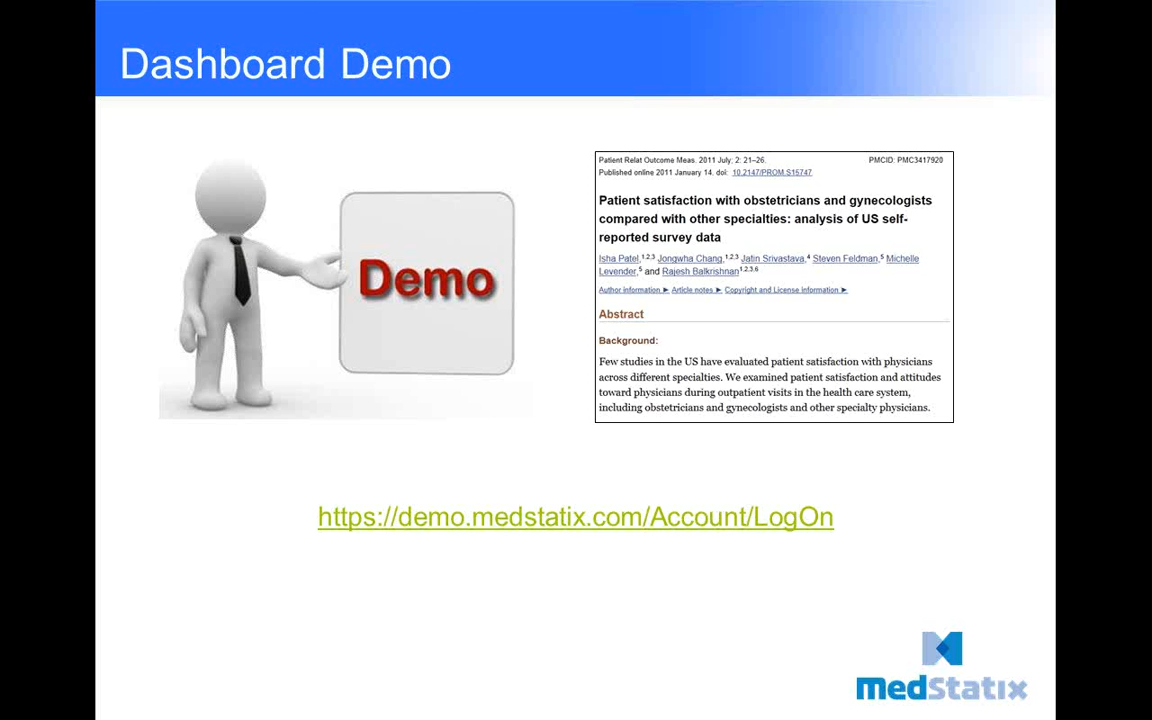 Dashboard Demo
Demo
Patient Relat Outcome Meas. 2011 July; 2: 21–26.
PMCID: PMC3417920
Published online 2011 January 14. doi: 10.2147/PROM.S15747
Patient satisfaction with obstetricians and gynecologists
compared with other specialties: analysis of US self-
reported survey data
Isha Patel,1,2,3 Jongwha Chang,1,2,3 Jatin Srivastava,4 Steven Feldman,5 Michelle
Levender,5 and Rajesh Balkrishnan1,2,3,6
Author information ► Article notes ► Copyright and License information ►
Abstract
Background:
Few studies in the US have evaluated patient satisfaction with physicians
across different specialties. We examined patient satisfaction and attitudes
toward physicians during outpatient visits in the health care system,
including obstetricians and gynecologists and other specialty physicians.
https://demo.medstatix.com/Account/LogOn
medstatix